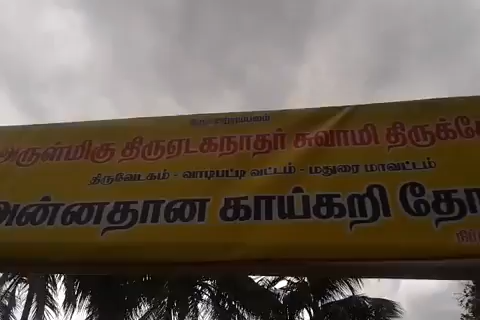 அருள்மிகு திருஏடகநாதர் சுவாமி
திருவேடகம் - வாடிபட்டி வட்டம் - மதுரை மாவட்டம்
அன்னதான காய்கறி